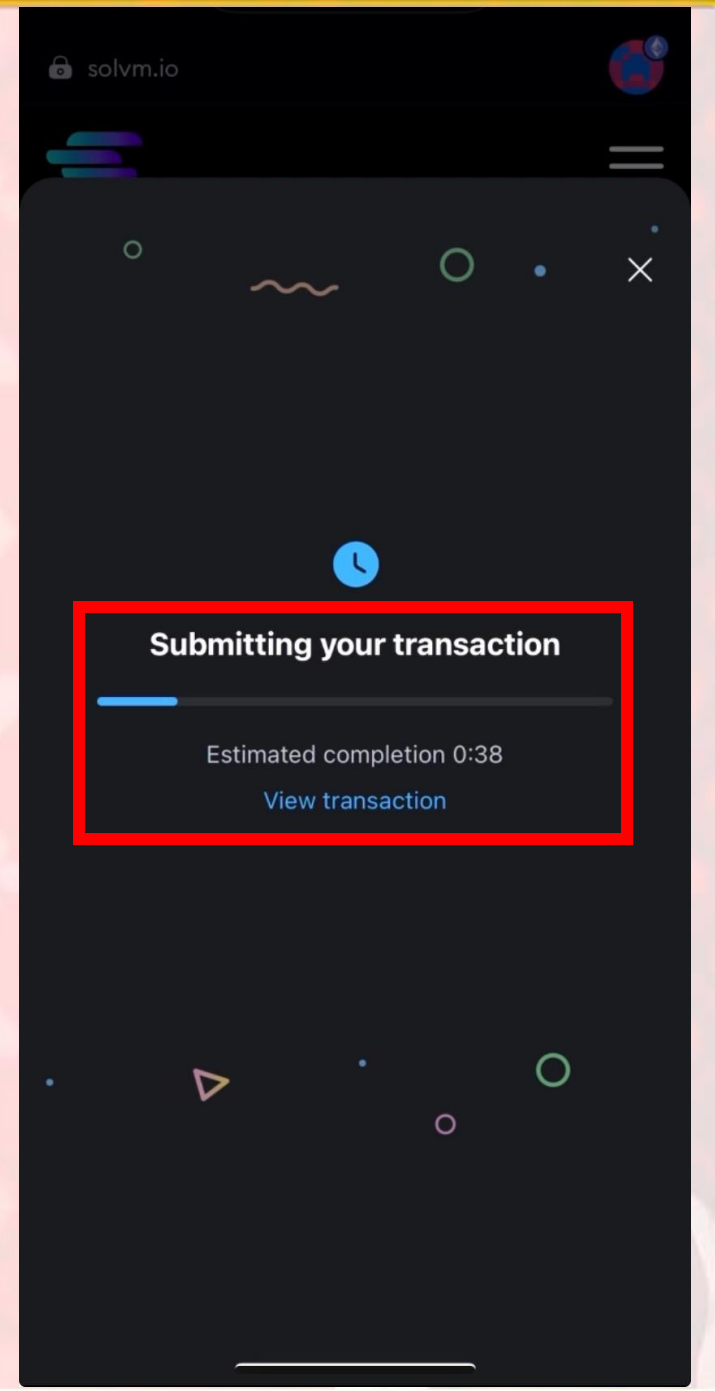 solvm.io
Submitting your transaction
Estimated completion 0:38
View transaction